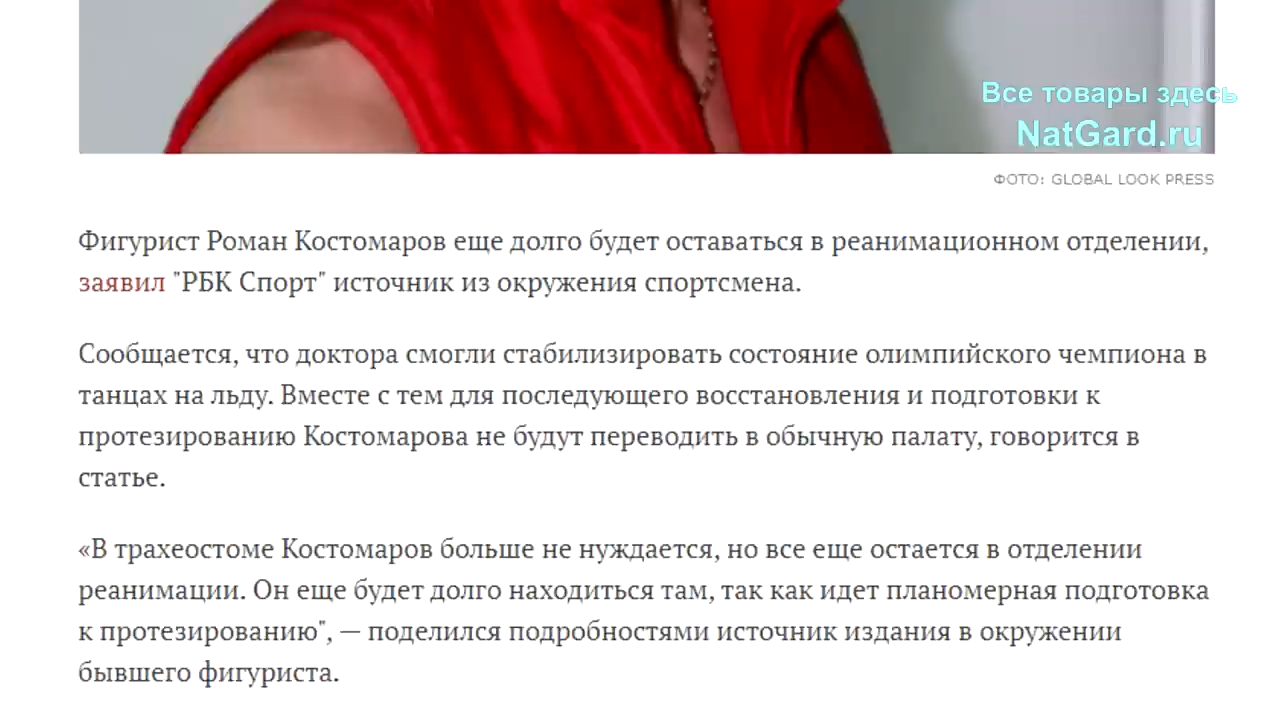 Все товары здесь
NatGard.ru
ФОТО: GLOBAL LOOK PRESS
Фигурист Роман Костомаров еще долго будет оставаться в реанимационном отделении,
заявил "РБК Спорт" источник из окружения спортсмена.
Сообщается, что доктора смогли стабилизировать состояние олимпийского чемпиона в
танцах на льду. Вместе с тем для последующего восстановления и подготовки к
протезированию Костомарова не будут переводить в обычную палату, говорится в
статье.
«В трахеостоме Костомаров больше не нуждается, но все еще остается в отделении
реанимации. Он еще будет долго находиться там, так как идет планомерная подготовка
к протезированию", — поделился подробностями источник издания в окружении
бывшего фигуриста.